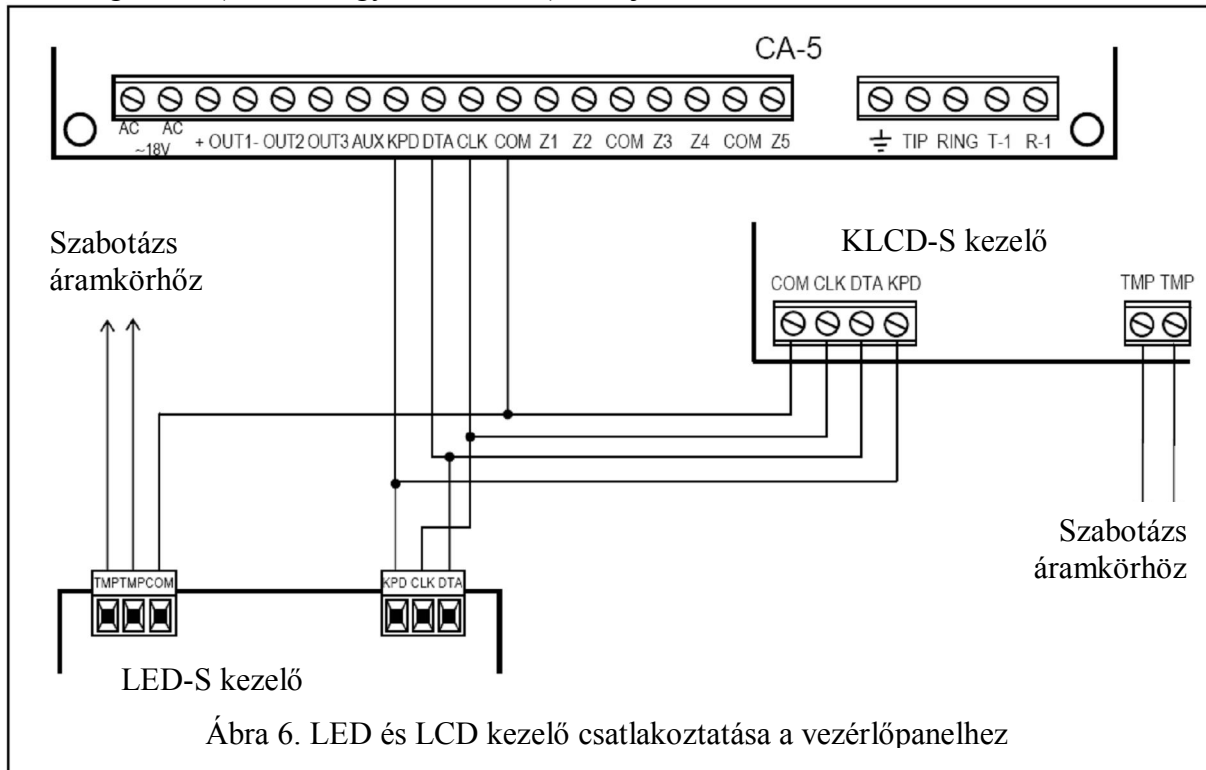 CA-5
AC AC
~18V
+ OUT1- OUT2 OUT3 AUX KPD DTA CLK COM Z1 Z2 COM Z3 Z4 COM Z5
TIP RING T-1 R-1
Szabotázs
áramkörhőz
KLCD-S kezelő
COM CLK DTA KPD
TMP TMP
Szabotázs
áramkörhöz
TMP TMP COM
KPD CLK DTA
LED-S kezelő
Ábra 6. LED és LCD kezelő csatlakoztatása a vezérlőpanelhez